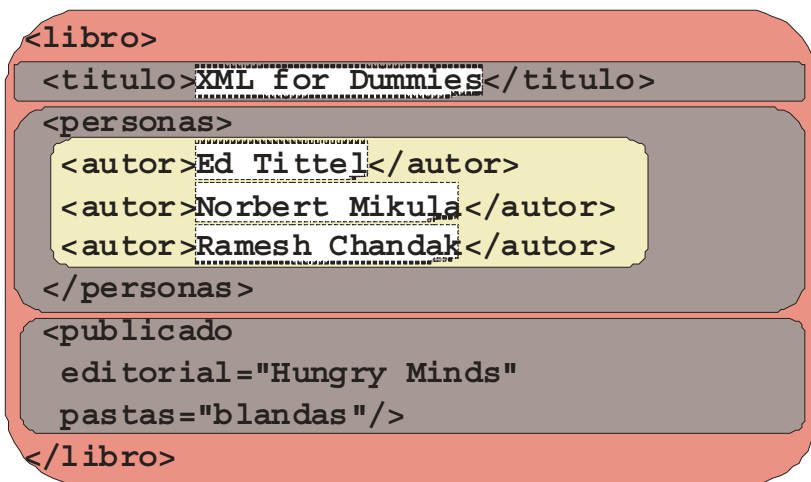 <libro>
<titulo>XML for Dummies</titulo>
<personas>
<autor>Ed Tittel</autor>
<autor>Norbert Mikula</autor>
<autor>Ramesh Chandak</autor>
</personas>
<publicado
editorial="Hungry Minds"
pastas="blandas"/>
</libro>